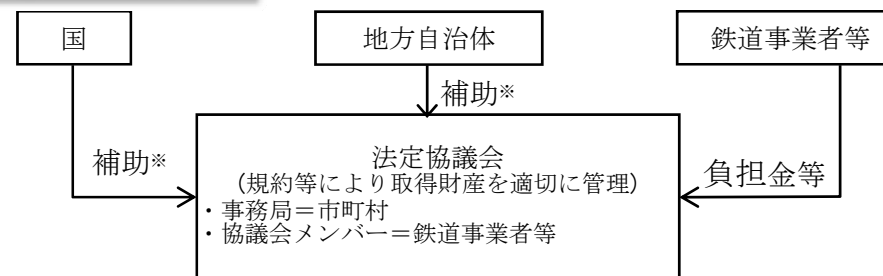 国
地方自治体
鉄道事業者等
補助※
補助※
負担金等
法定協議会
(規約等により取得財産を適切に管理)
・事務局＝市町村
・協議会メンバー＝鉄道事業者等